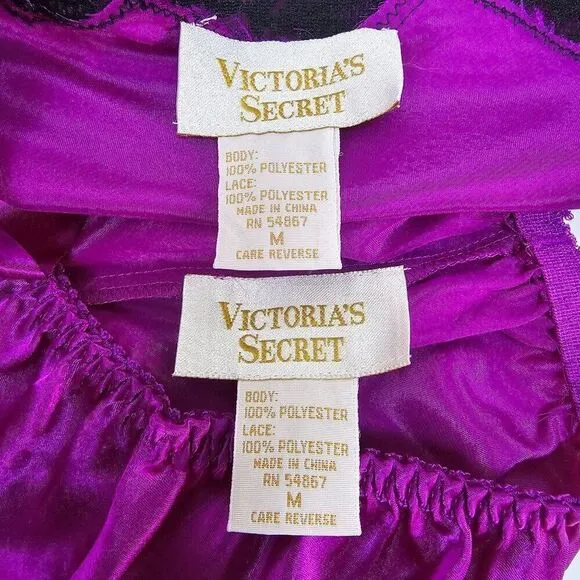 VICTORIA'S
SECRET
BODY:
100% POLYESTER
LACE:
100% POLYESTER
MADE IN CHINA
RN 54867
M
CARE REVERSE
VICTORIA'S
SECRET
BODY:
100% POLYESTER
LACE:
100% POLYESTER
MADE IN CHINA
RN 54867
M
CARE REVERSE